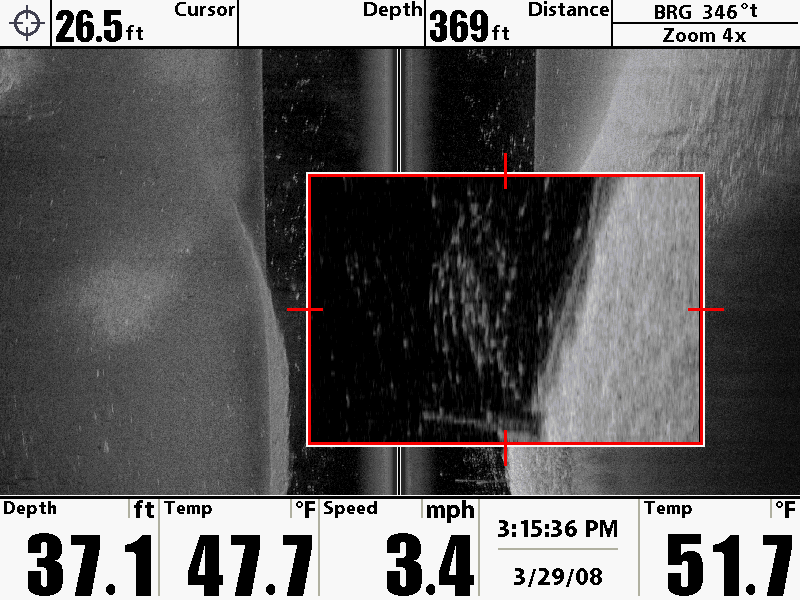 26.5ft Cursor
Depth 369ft Distance
BRG 346°t
Zoom 4x
Depth ft
37.1
Temp °F
47.7
Speed mph
3.4
3:15:36 PM
3/29/08
Temp °F
51.7